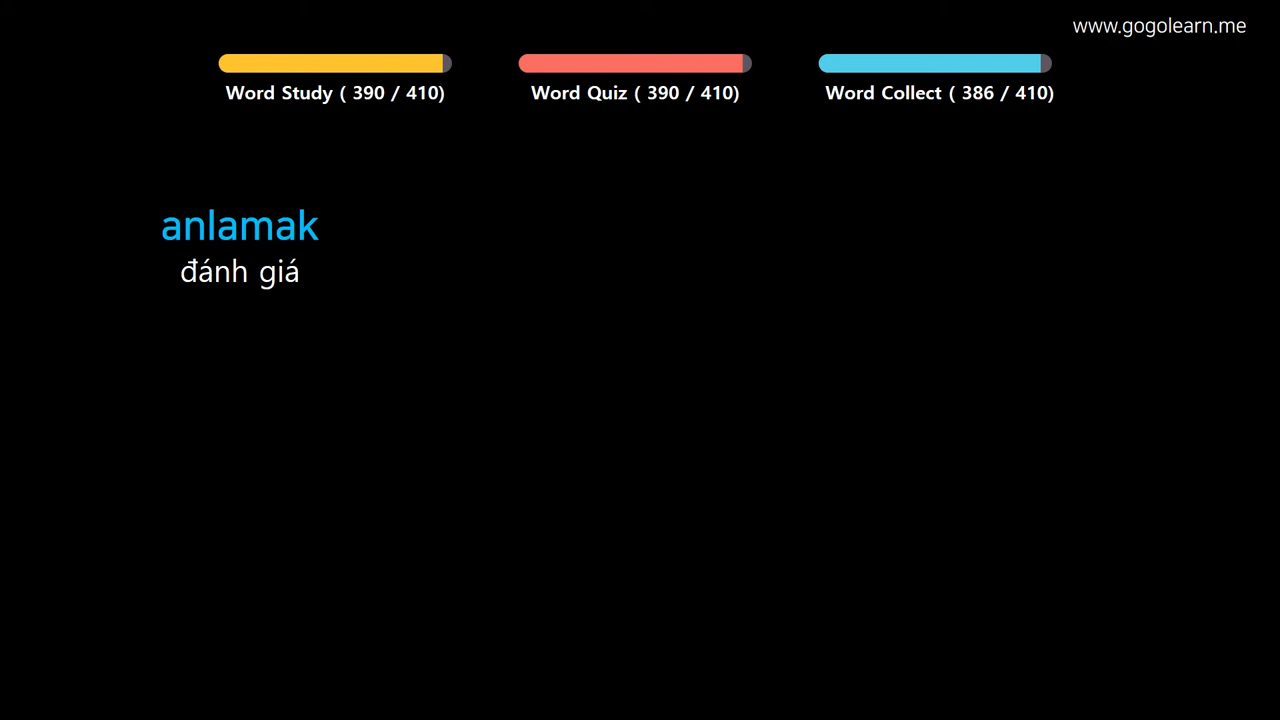 www.gogolearn.me
Word Study ( 390 / 410)
Word Quiz ( 390 / 410)
Word Collect ( 386 / 410)
anlamak
đánh giá